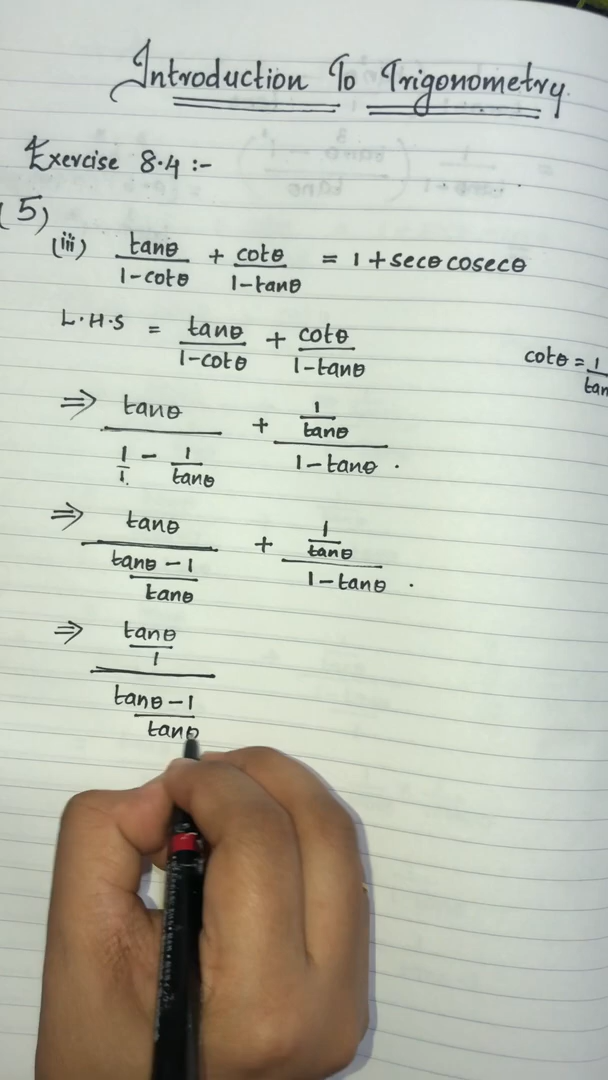 Introduction To Trigonometry.
Exercise 8.4 :-
(5)
(iii) tanθ/1-cotθ + cotθ/1-tanθ = 1+secθcosecθ
L.H.S = tanθ/1-cotθ + cotθ/1-tanθ
cotθ = 1/tan
⇒ tanθ/(1/1. - 1/tanθ) + (1/tanθ)/1-tanθ .
⇒ tanθ/(tanθ-1/tanθ) + (1/tanθ)/1-tanθ .
⇒ (tanθ/1)/(tanθ-1/tanθ)